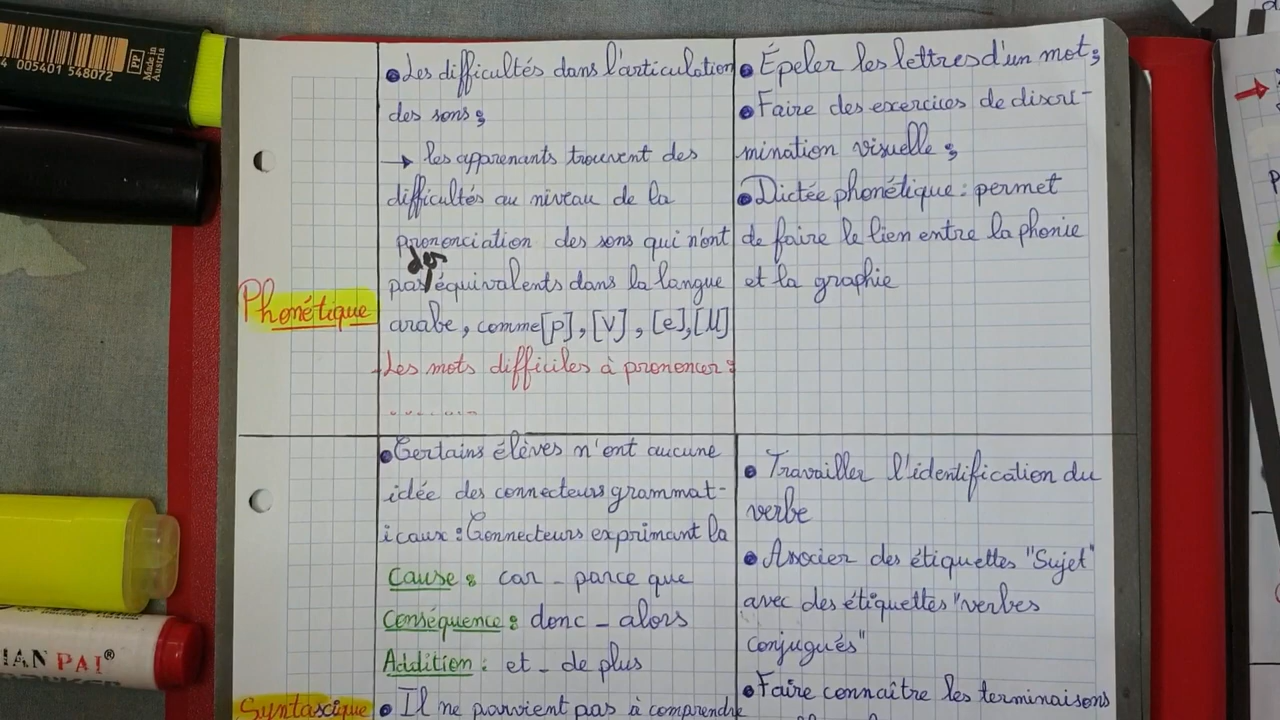 4 005401 548072
PP
Made in
Austria
Phonétique
•Les difficultés dans l'articulation
des sons ;
→ les apprenants trouvent des
difficultés au niveau de la
prononciation des sons qui n'ont
pas des équivalents dans la langue
arabe, comme [p], [V], [e],
Les mots difficiles à prononcer :
.........
• Épeler les lettres d'un mot ;
• Faire des exercices de discri-
mination visuelle ;
• Dictée phonétique : permet
de faire le lien entre la phonie
et la graphie
Syntaxique
•Certains élèves n'ont aucune
idée des connecteurs grammat-
icaux : Connecteurs exprimant la
Cause : car - parce que
Conséquence : donc - alors
Addition : et - de plus
• Il ne parvient pas à comprendre
• Travailler l'identification du
verbe
• Associer des étiquettes "Sujet"
avec des étiquettes "verbes
conjugués"
•Faire connaître les terminaisons
IAN PAI®